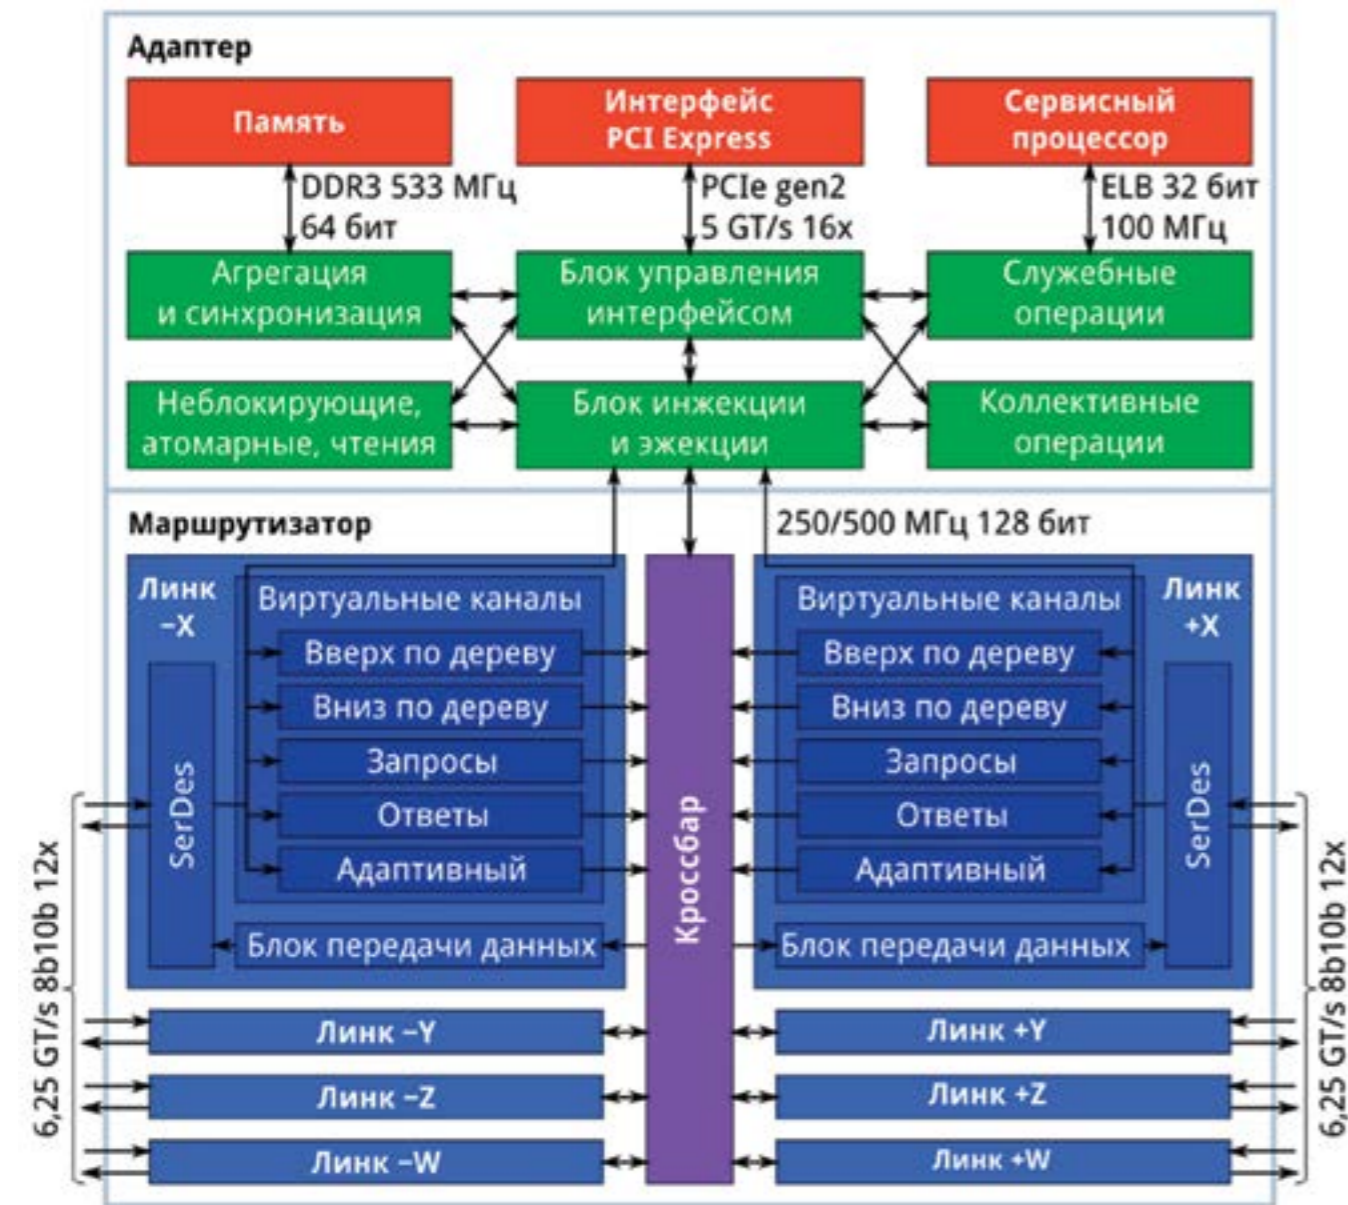 Адаптер
Память
Интерфейс
PCI Express
Сервисный
процессор
DDR3 533 МГц
64 бит
PCIe gen2
5 GT/s 16x
ELB 32 бит
100 МГц
Агрегация
и синхронизация
Блок управления
интерфейсом
Служебные
операции
Неблокирующие,
атомарные, чтения
Блок инжекции
и эжекции
Коллективные
операции
Маршрутизатор
250/500 МГц 128 бит
Линк
−X
Виртуальные каналы
Вверх по дереву
Вниз по дереву
Запросы
Ответы
Адаптивный
SerDes
Блок передачи данных
Кроссбар
Виртуальные каналы
Линк
+X
Вверх по дереву
Вниз по дереву
Запросы
Ответы
Адаптивный
SerDes
Блок передачи данных
6,25 GT/s 8b10b 12x
6,25 GT/s 8b10b 12x
Линк −Y
Линк +Y
Линк −Z
Линк +Z
Линк −W
Линк +W